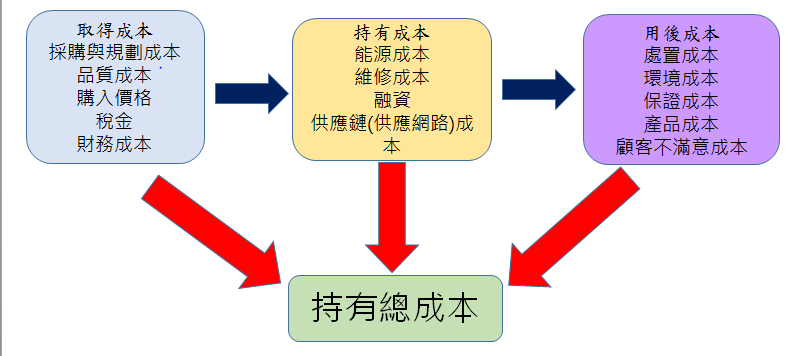 取得成本
採購與規劃成本
品質成本
購入價格
稅金
財務成本
持有成本
能源成本
維修成本
融資
供應鏈(供應網路)成
本
用後成本
處置成本
環境成本
保證成本
產品成本
顧客不滿意成本
持有總成本